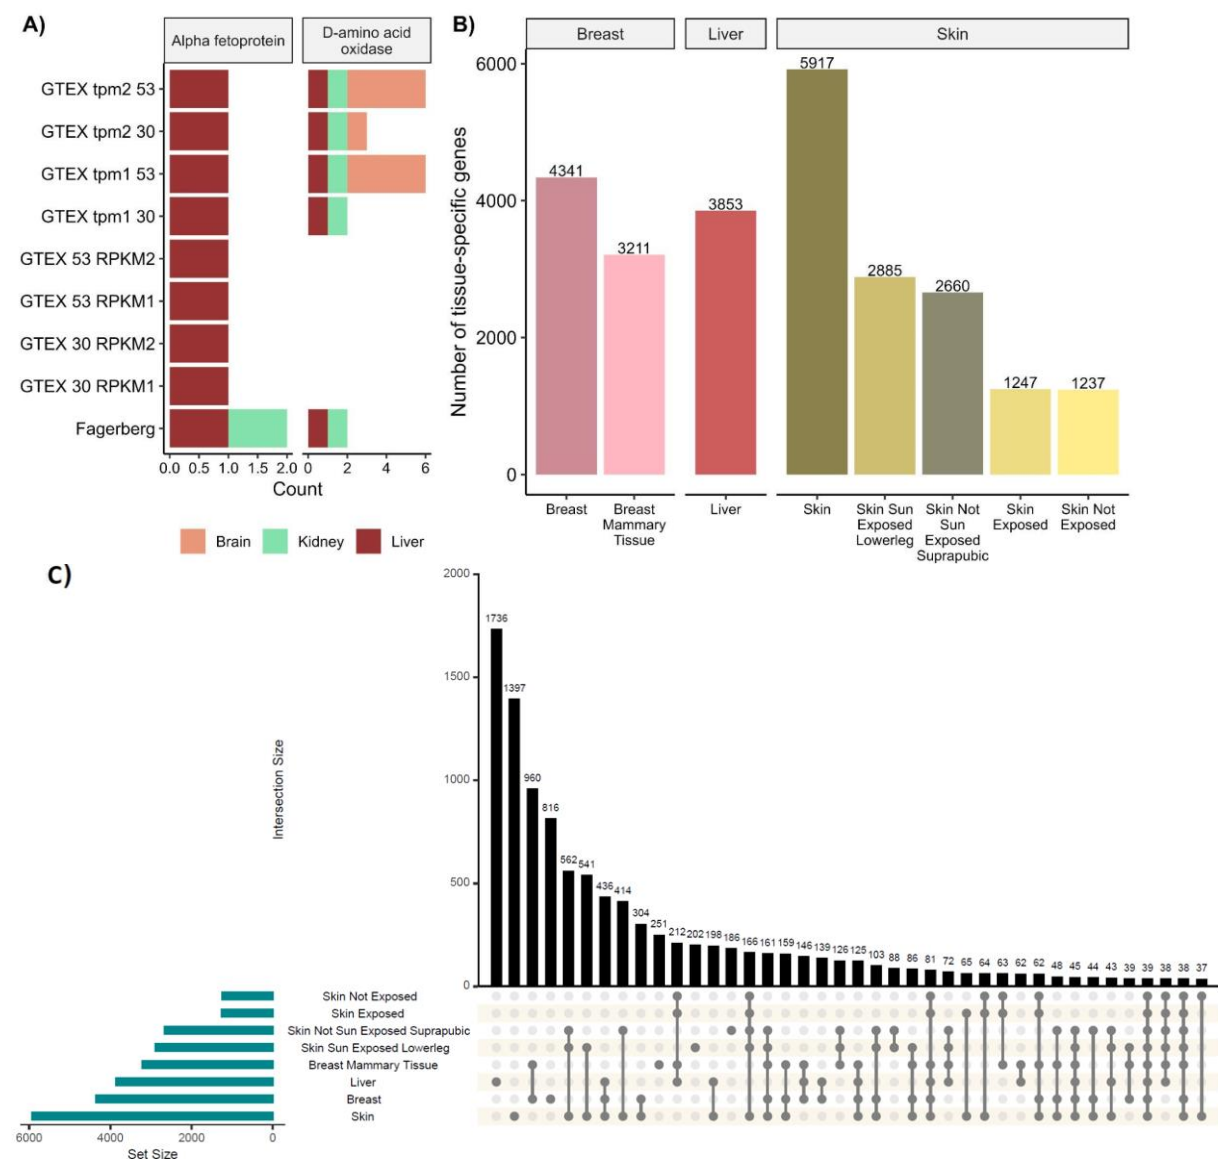 A)
Alpha fetoprotein
D-amino acid
oxidase
GTEX tpm2 53
GTEX tpm2 30
GTEX tpm1 53
GTEX tpm1 30
GTEX 53 RPKM2
GTEX 53 RPKM1
GTEX 30 RPKM2
GTEX 30 RPKM1
Fagerberg
0.0 0.5 1.0 1.5 2.0 0 2 4 6
Count
Brain Kidney Liver
B)
Breast Liver Skin
Number of tissue-specific genes
6000
4000
2000
0
4341 3211 3853 5917 2885 2660 1247 1237
Breast
Breast
Mammary
Tissue
Liver
Skin
Skin Sun
Exposed
Lowerleg
Skin Not
Sun
Exposed
Suprapubic
Skin
Exposed
Skin Not
Exposed
C)
Intersection Size
2000
1500
1000
500
0
1736 1397 960 816 562 541 436 414 304 251 212 202 198 186 166 161 159 146 139 126 125 103 88 86 81 72 65 64 63 62 62 48 45 44 43 39 39 38 38 37
Skin Not Exposed
Skin Exposed
Skin Not Sun Exposed Suprapubic
Skin Sun Exposed Lowerleg
Breast Mammary Tissue
Liver
Breast
Skin
6000 4000 2000 0
Set Size